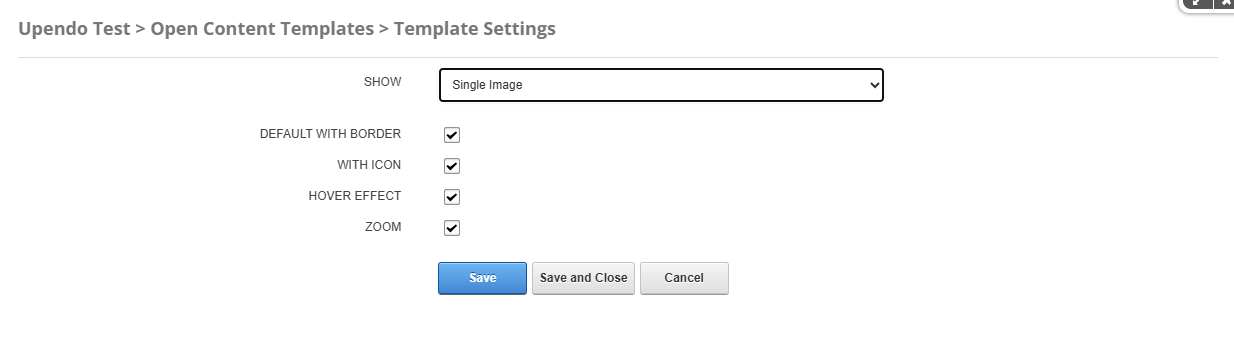 Upendo Test > Open Content Templates > Template Settings
SHOW
Single Image
DEFAULT WITH BORDER
WITH ICON
HOVER EFFECT
ZOOM
Save
Save and Close
Cancel